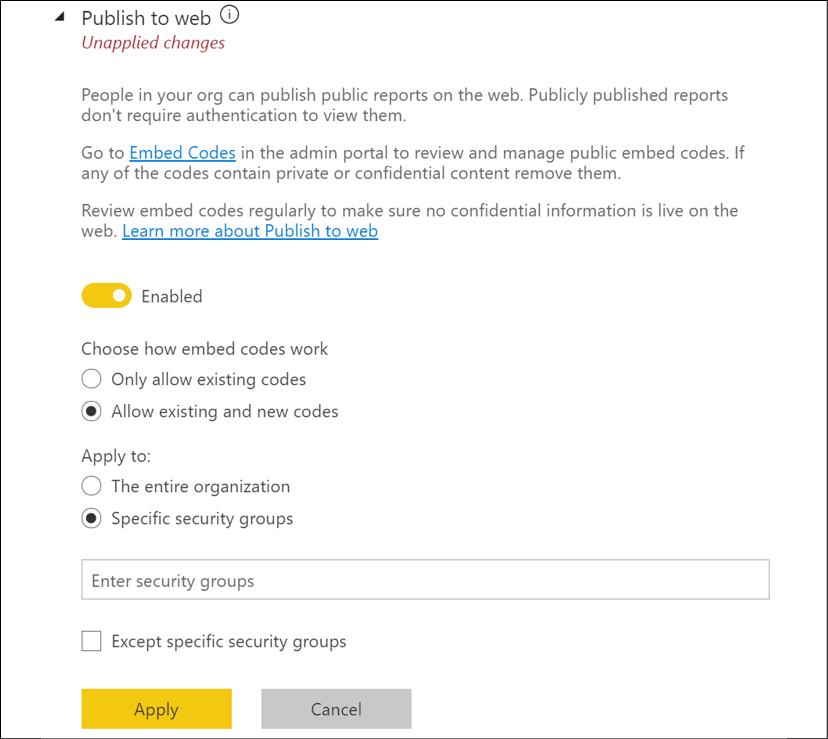 Publish to web
Unapplied changes
People in your org can publish public reports on the web. Publicly published reports
don't require authentication to view them.
Go to Embed Codes in the admin portal to review and manage public embed codes. If
any of the codes contain private or confidential content remove them.
Review embed codes regularly to make sure no confidential information is live on the
web. Learn more about Publish to web
Enabled
Choose how embed codes work
Only allow existing codes
Allow existing and new codes
Apply to:
The entire organization
Specific security groups
Enter security groups
Except specific security groups
Apply
Cancel